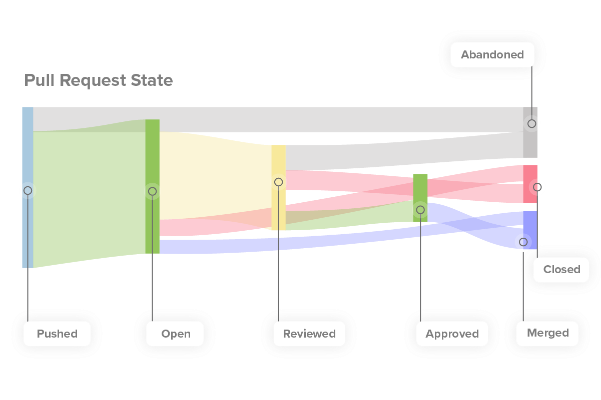 Abandoned
Pull Request State
Closed
Pushed
Open
Reviewed
Approved
Merged